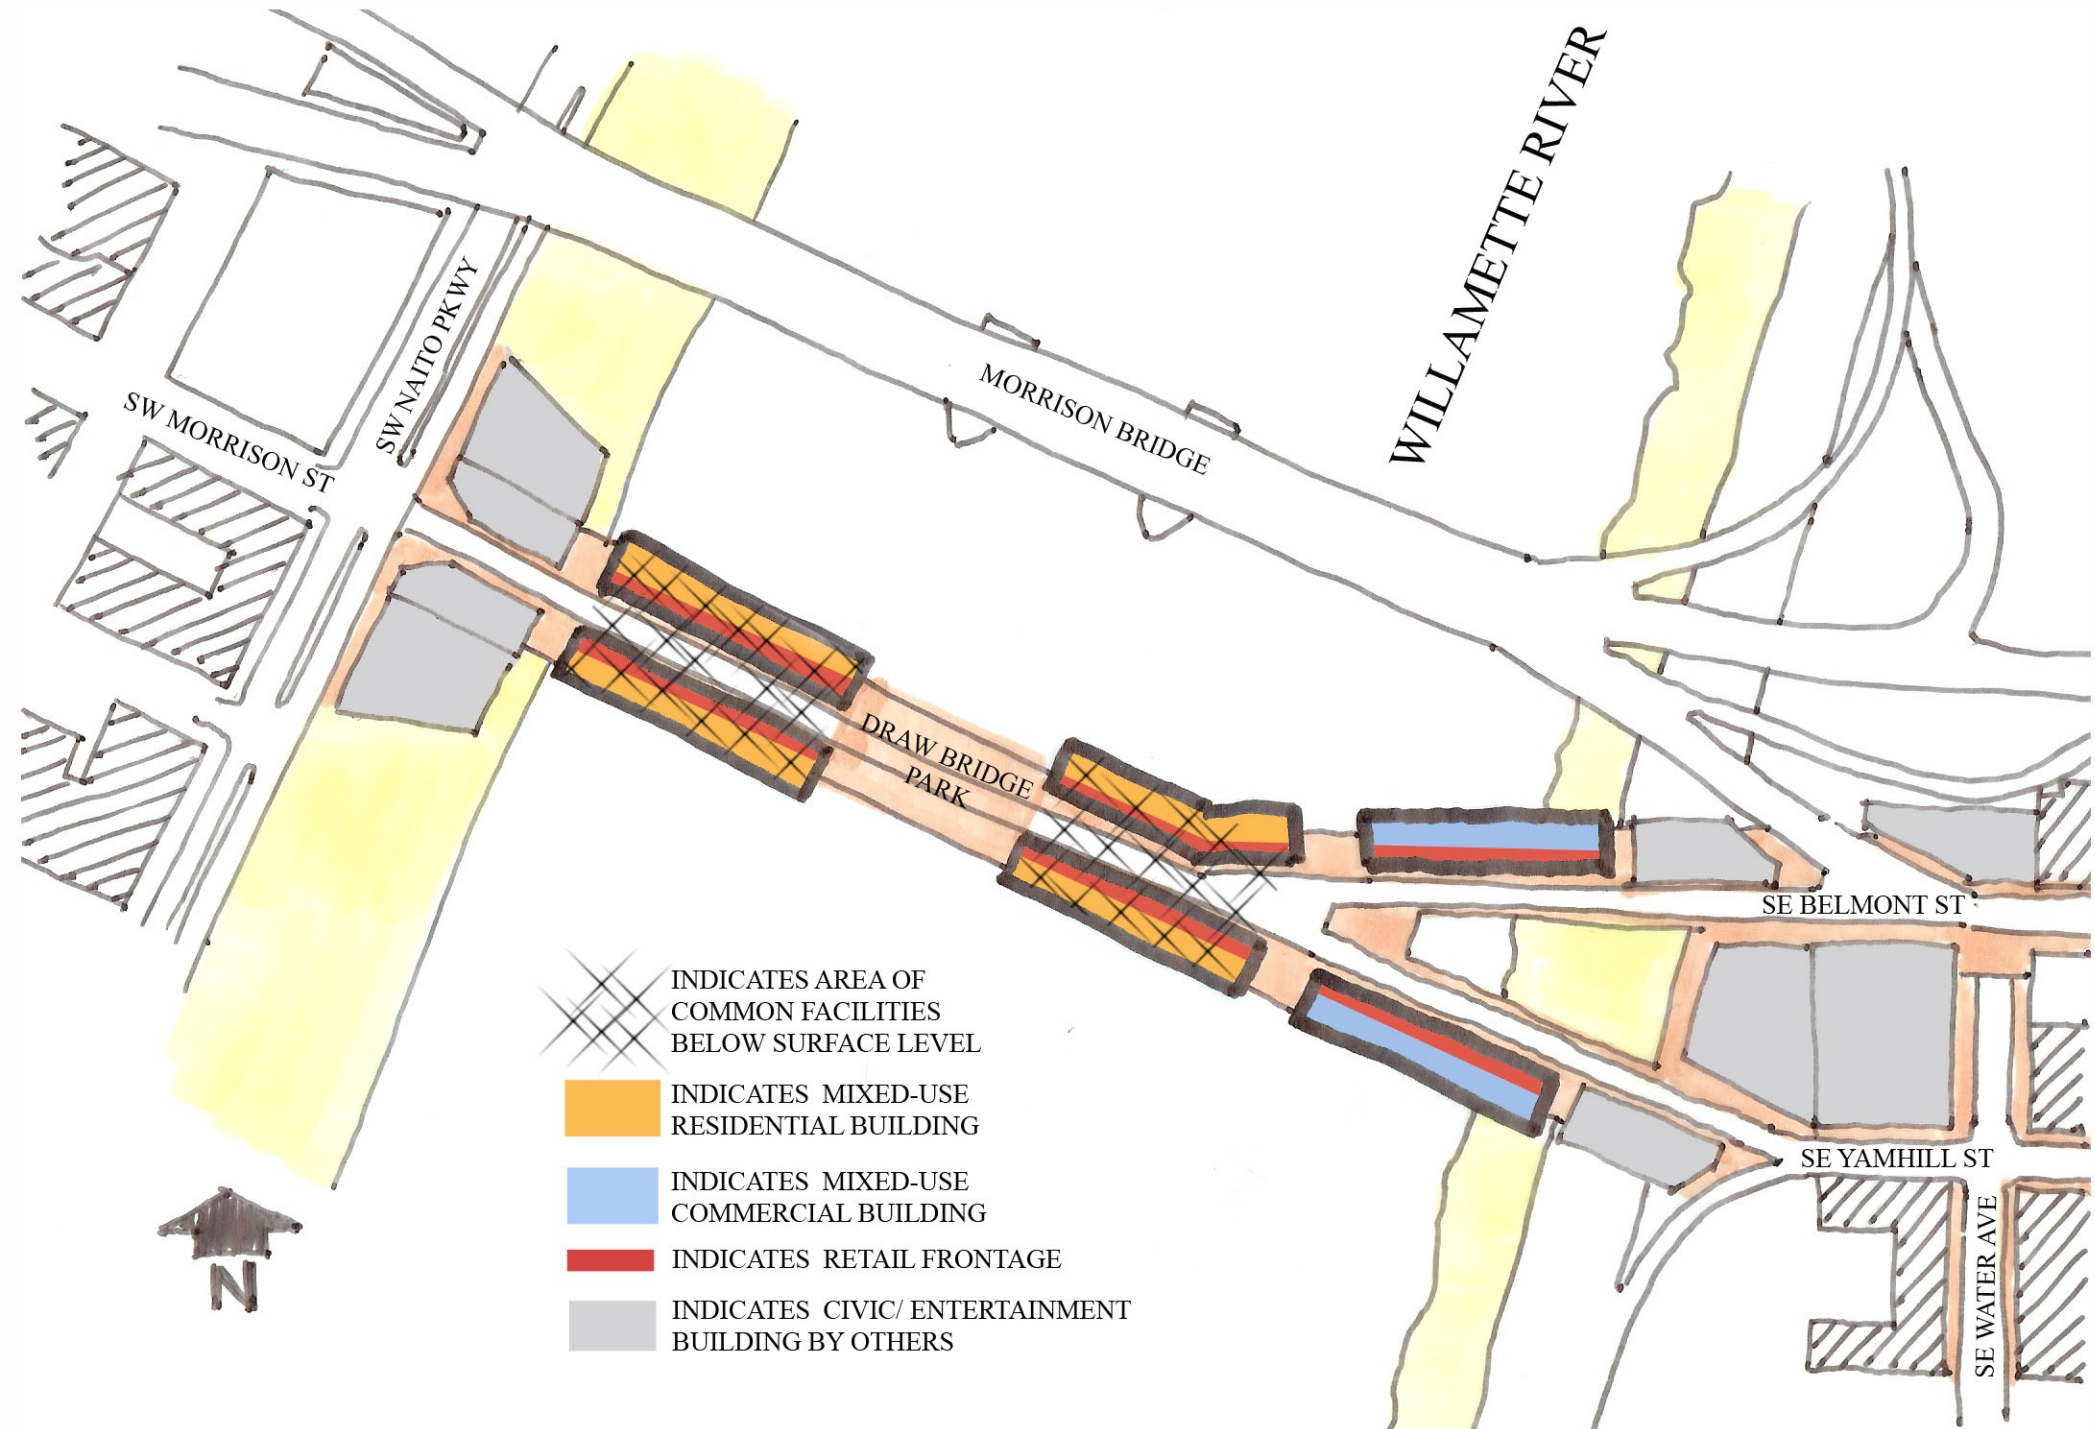 WILLAMETTE RIVER
SW NAITO PKWY
MORRISON BRIDGE
SW MORRISON ST
DRAW BRIDGE
PARK
SE BELMONT ST
INDICATES AREA OF
COMMON FACILITIES
BELOW SURFACE LEVEL
INDICATES MIXED-USE
RESIDENTIAL BUILDING
INDICATES MIXED-USE
COMMERCIAL BUILDING
INDICATES RETAIL FRONTAGE
INDICATES CIVIC/ ENTERTAINMENT
BUILDING BY OTHERS
SE YAMHILL ST
SE WATER AVE
N